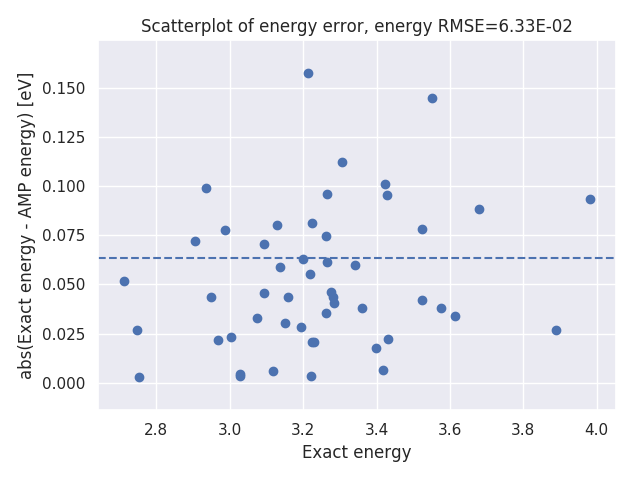 Scatterplot of energy error, energy RMSE=6.33E-02
abs(Exact energy - AMP energy) [eV]
0.150
0.125
0.100
0.075
0.050
0.025
0.000
2.8 3.0 3.2 3.4 3.6 3.8 4.0
Exact energy